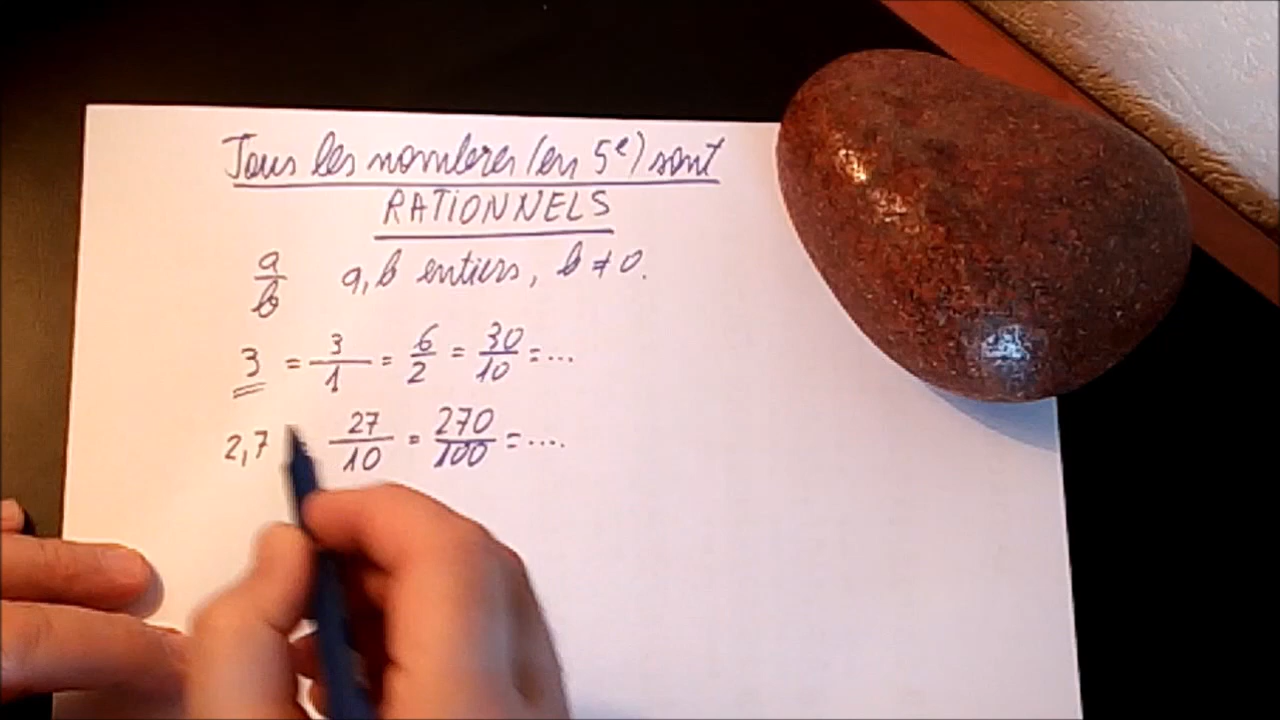 Tous les nombres (en 5e) sont
RATIONNELS
a/b a, b entiers, b ≠ 0.
3 = 3/1 = 6/2 = 30/10 = ...
2,7 = 27/10 = 270/100 = ....